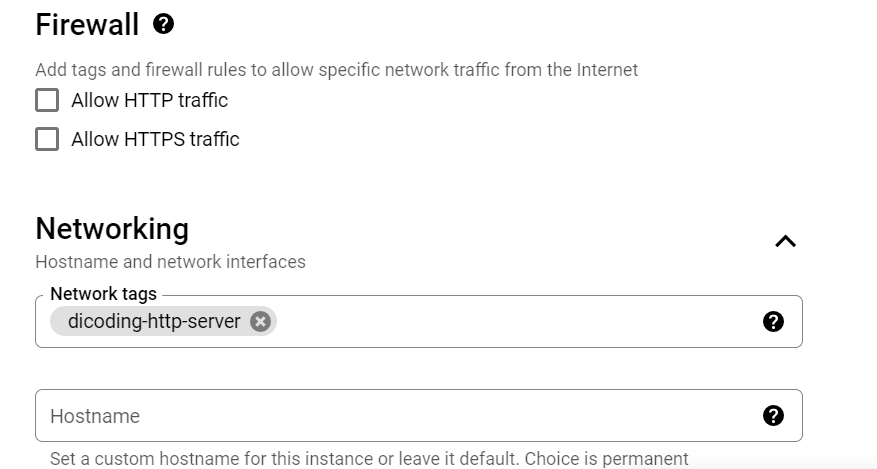 Firewall
Add tags and firewall rules to allow specific network traffic from the Internet
Allow HTTP traffic
Allow HTTPS traffic
Networking
Hostname and network interfaces
Network tags
dicoding-http-server
Hostname
Set a custom hostname for this instance or leave it default. Choice is permanent